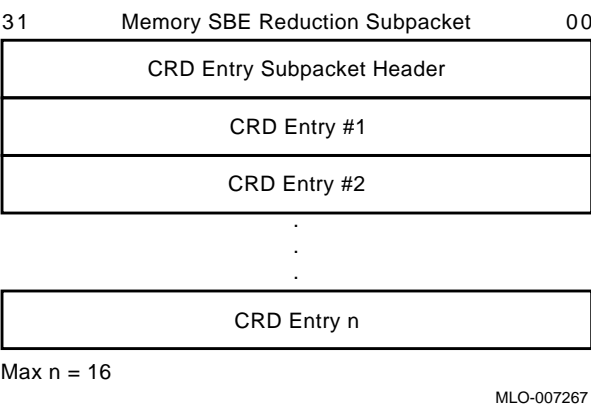 31 Memory SBE Reduction Subpacket 00
CRD Entry Subpacket Header
CRD Entry #1
CRD Entry #2
.
.
.
CRD Entry n
Max n = 16
MLO-007267